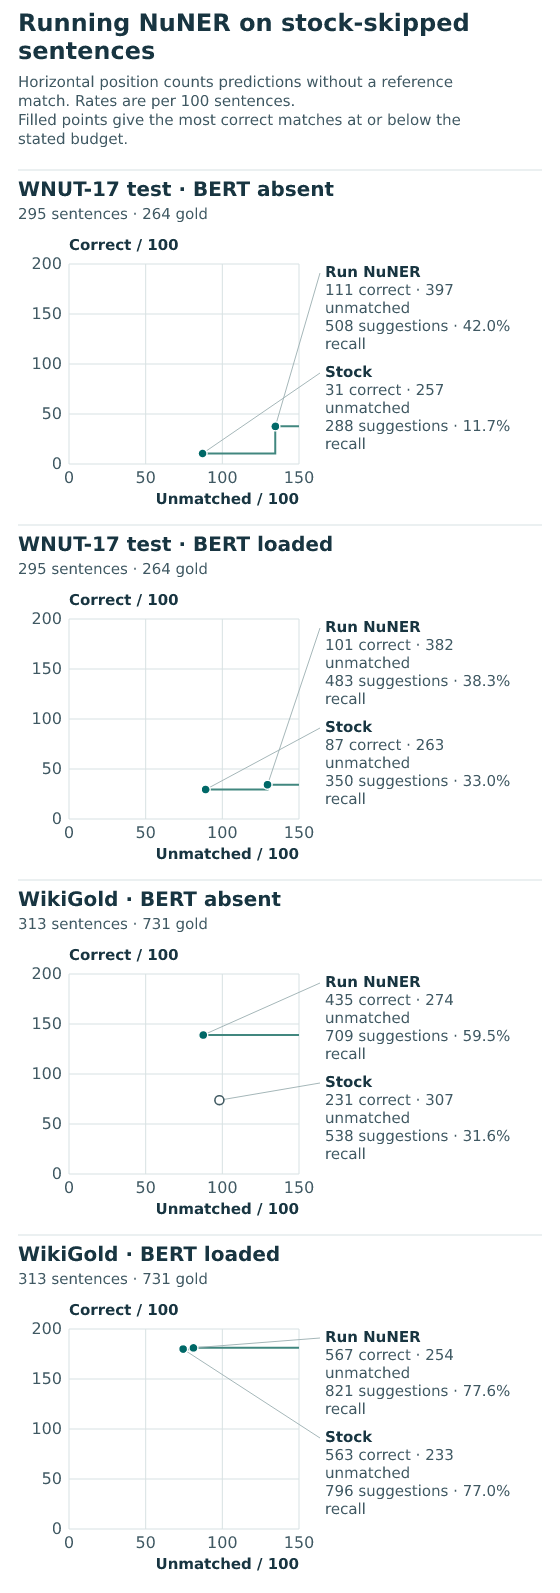 Running NuNER on stock-skipped
sentences
Horizontal position counts predictions without a reference
match. Rates are per 100 sentences.
Filled points give the most correct matches at or below the
stated budget.
WNUT-17 test · BERT absent
295 sentences · 264 gold
Correct / 100
200
150
100
50
0
0 50 100 150
Unmatched / 100
Run NuNER
111 correct · 397
unmatched
508 suggestions · 42.0%
recall
Stock
31 correct · 257
unmatched
288 suggestions · 11.7%
recall
WNUT-17 test · BERT loaded
295 sentences · 264 gold
Correct / 100
200
150
100
50
0
0 50 100 150
Unmatched / 100
Run NuNER
101 correct · 382
unmatched
483 suggestions · 38.3%
recall
Stock
87 correct · 263
unmatched
350 suggestions · 33.0%
recall
WikiGold · BERT absent
313 sentences · 731 gold
Correct / 100
200
150
100
50
0
0 50 100 150
Unmatched / 100
Run NuNER
435 correct · 274
unmatched
709 suggestions · 59.5%
recall
Stock
231 correct · 307
unmatched
538 suggestions · 31.6%
recall
WikiGold · BERT loaded
313 sentences · 731 gold
Correct / 100
200
150
100
50
0
0 50 100 150
Unmatched / 100
Run NuNER
567 correct · 254
unmatched
821 suggestions · 77.6%
recall
Stock
563 correct · 233
unmatched
796 suggestions · 77.0%
recall